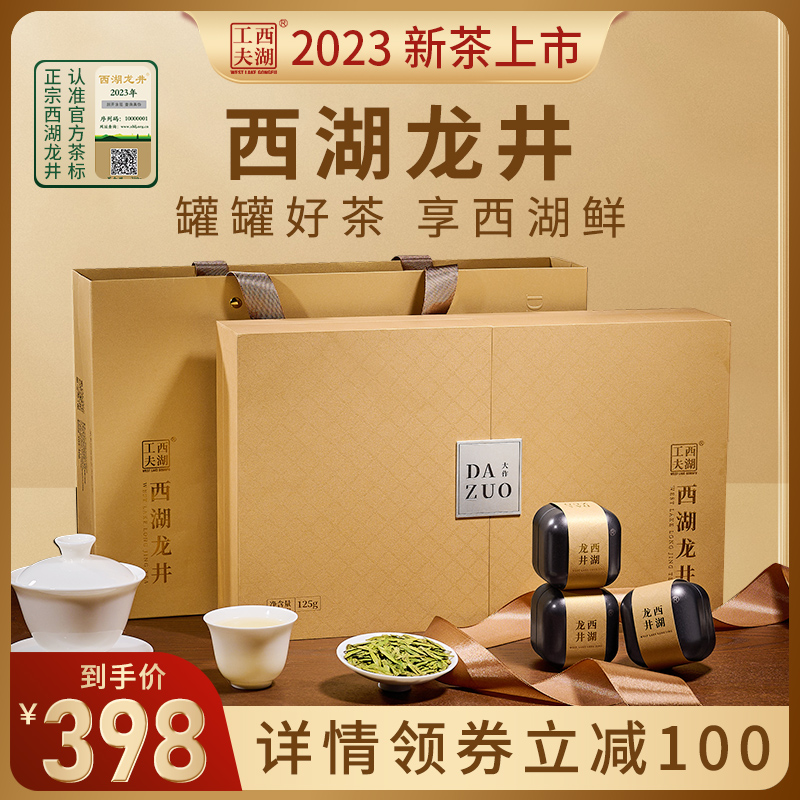 西湖
工夫
®
WEST LAKE GONGFU
2023 新茶上市
认准官方茶标
正宗西湖龙井
西湖龙井
2023年
序列码：10000001
西湖龙井
罐罐好茶 享西湖鲜
D
西湖
工夫
®
西湖龙井
DA 大作
ZUO
西湖
工夫
®
西湖龙井
净含量 125g
西湖
龙井
西湖
龙井
西湖
龙井
到手价
¥398
详情领券立减100